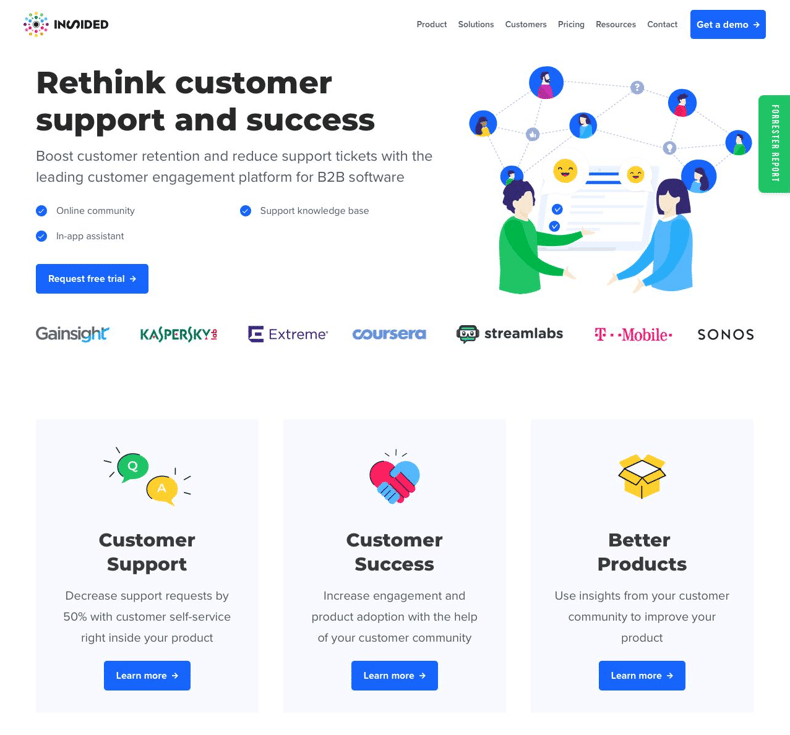 INSIDED
Product Solutions Customers Pricing Resources Contact Get a demo →
Rethink customer
support and success
Boost customer retention and reduce support tickets with the
leading customer engagement platform for B2B software
Online community
Support knowledge base
In-app assistant
Request free trial →
FORRESTER REPORT
?
Gainsight KASPERSKY lab Extreme coursera streamlabs T··Mobile· SONOS
Q
A
Customer
Support
Decrease support requests by
50% with customer self-service
right inside your product
Learn more →
Customer
Success
Increase engagement and
product adoption with the help
of your customer community
Learn more →
Better
Products
Use insights from your customer
community to improve your
product
Learn more →